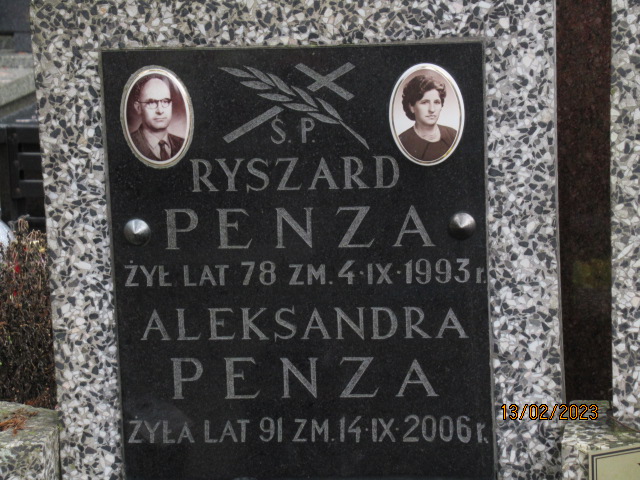 Ś.P.
RYSZARD
PENZA
ŻYŁ LAT 78 ZM. 4·IX·1993 r.
ALEKSANDRA
PENZA
ŻYŁA LAT 91 ZM. 14·IX·2006 r.
13/02/2023